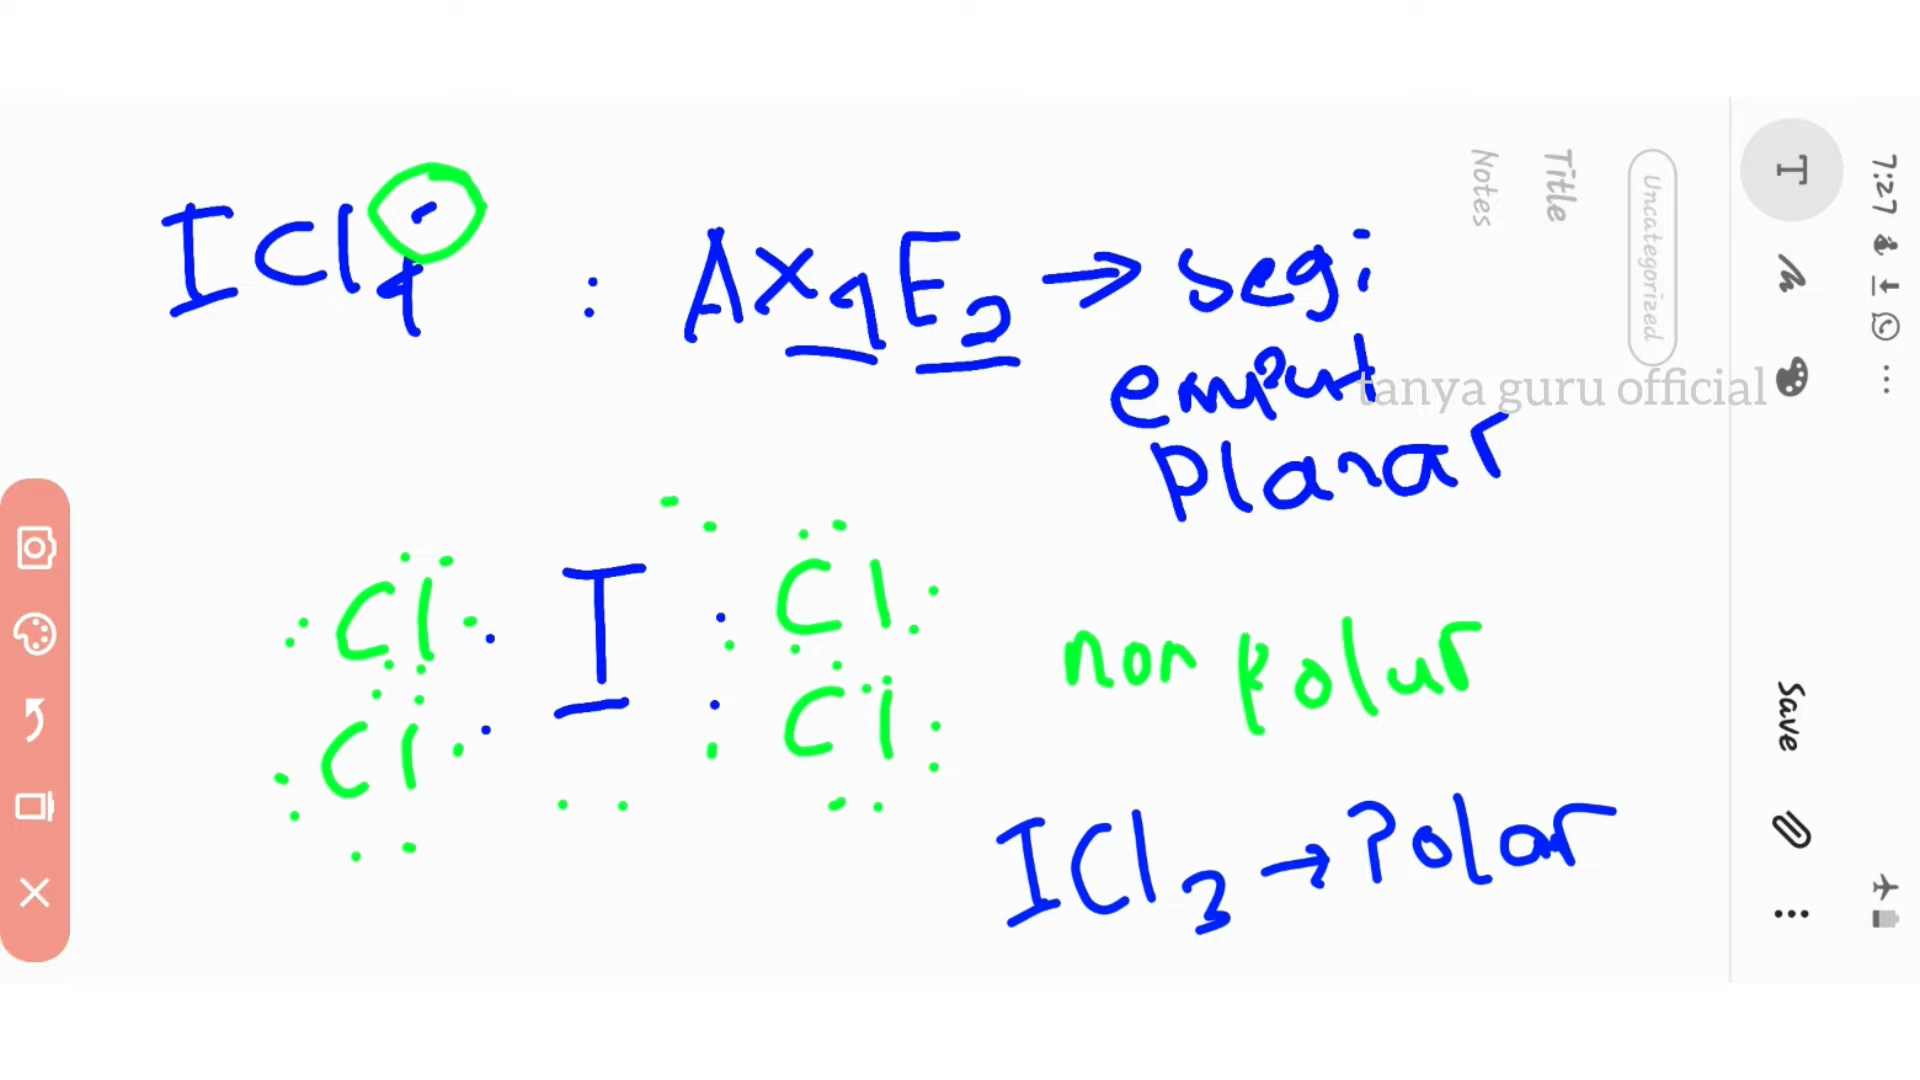 ICl4- : AX4E2 → segi
empat
planar
Cl I Cl
Cl Cl
non polar
ICl3 → Polar
tanya guru official
Title
Notes
Uncategorized
T
7:27
Save